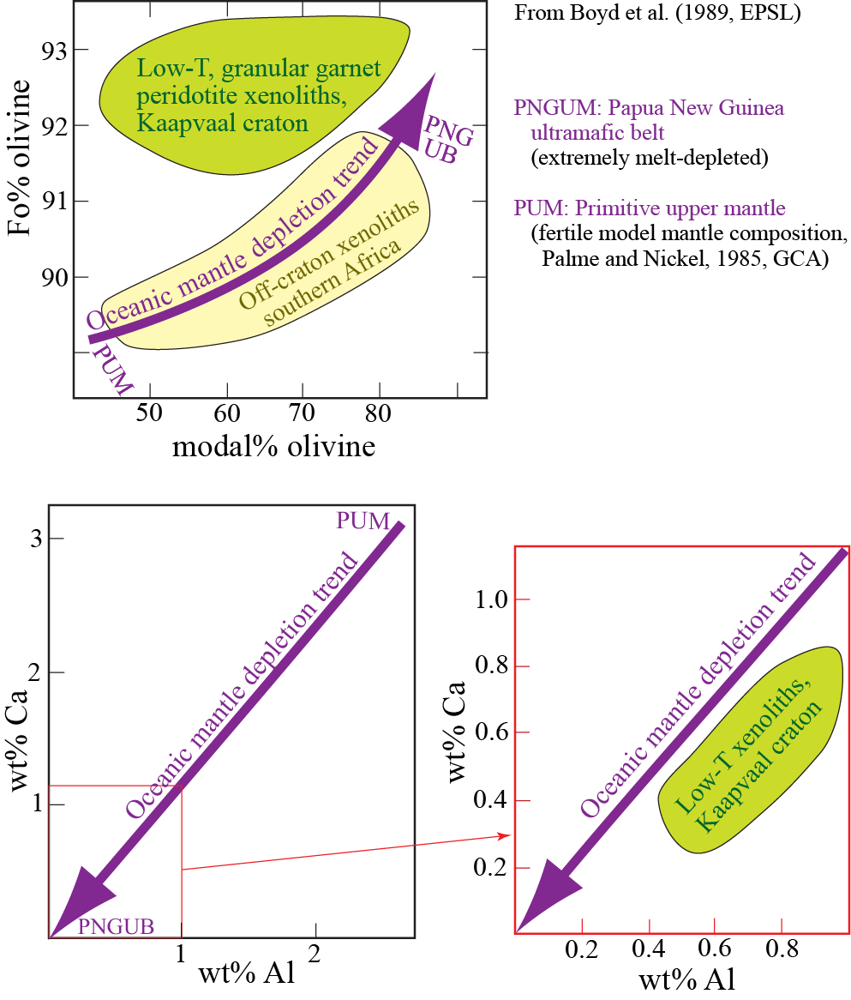 From Boyd et al. (1989, EPSL)
PNGUM: Papua New Guinea
ultramafic belt
(extremely melt-depleted)
PUM: Primitive upper mantle
(fertile model mantle composition,
Palme and Nickel, 1985, GCA)
Fo% olivine
93
92
91
90
Low-T, granular garnet
peridotite xenoliths,
Kaapvaal craton
PNG
UB
Oceanic mantle depletion trend
Off-craton xenoliths
southern Africa
PUM
50 60 70 80
modal% olivine
wt% Ca
3
2
1
PUM
Oceanic mantle depletion trend
PNGUB
1 2
wt% Al
wt% Ca
1.0
0.8
0.6
0.4
0.2
Oceanic mantle depletion trend
Low-T xenoliths,
Kaapvaal craton
0.2 0.4 0.6 0.8
wt% Al